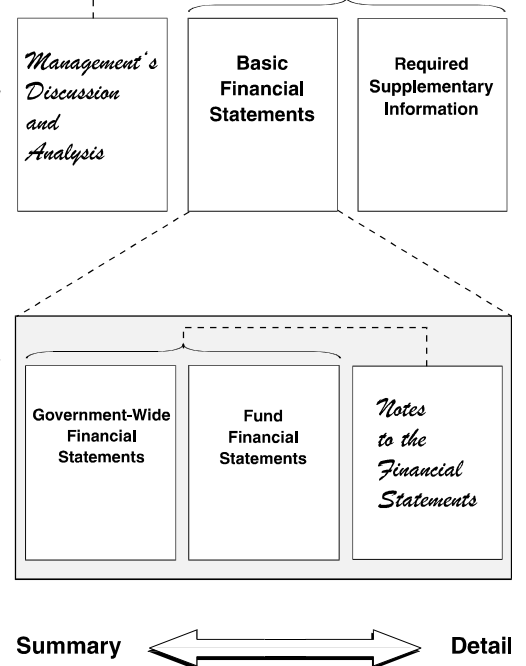 Management's
Discussion
and
Analysis
Basic
Financial
Statements
Required
Supplementary
Information
Government-Wide
Financial
Statements
Fund
Financial
Statements
Notes
to the
Financial
Statements
Summary
Detail